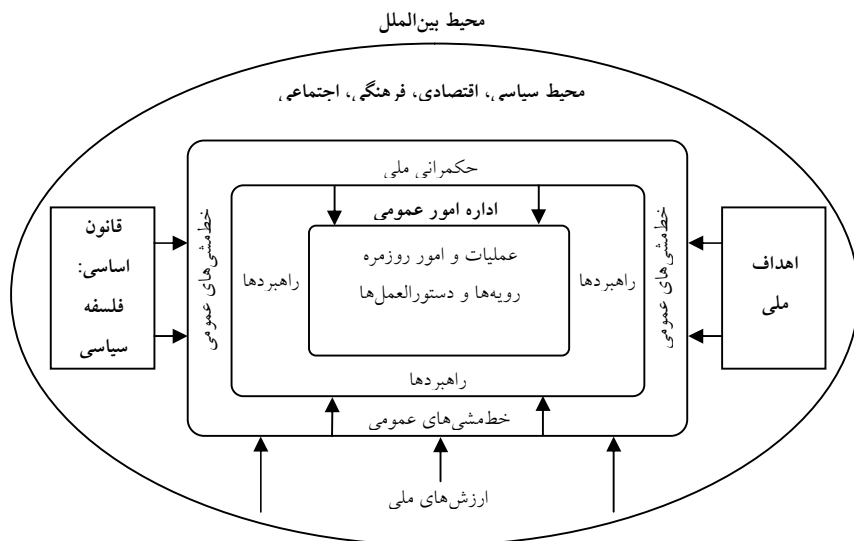 محیط بین‌الملل
محیط سیاسی، اقتصادی، فرهنگی، اجتماعی
حکمرانی ملی
اداره امور عمومی
قانون
اساسی:
فلسفه
سیاسی
خط‌مشی‌های عمومی
راهبردها
عملیات و امور روزمره
رویه‌ها و دستورالعمل‌ها
راهبردها
خط‌مشی‌های عمومی
اهداف
ملی
راهبردها
خط‌مشی‌های عمومی
ارزش‌های ملی